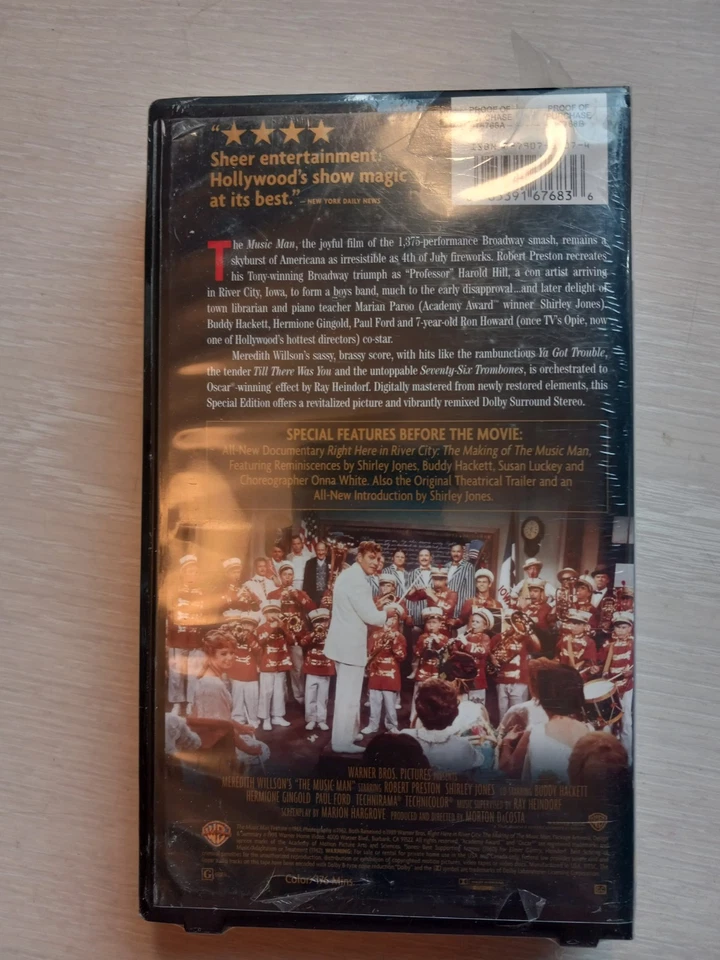 PROOF OF PURCHASE
PROOF OF PURCHASE
ISBN
67683 6
"★★★★
Sheer entertainment.
Hollywood's show magic
at its best." – NEW YORK DAILY NEWS
The Music Man, the joyful film of the 1,375-performance Broadway smash, remains a
skyburst of Americana as irresistible as 4th of July fireworks. Robert Preston recreates
his Tony-winning Broadway triumph as "Professor" Harold Hill, a con artist arriving
in River City, Iowa, to form a boys band, much to the early disapproval...and later delight of
town librarian and piano teacher Marian Paroo (Academy Award™ winner Shirley Jones).
Buddy Hackett, Hermione Gingold, Paul Ford and 7-year-old Ron Howard (once TV's Opie, now
one of Hollywood's hottest directors) co-star.
Meredith Willson's sassy, brassy score, with hits like the rambunctious Ya Got Trouble,
the tender Till There Was You and the untoppable Seventy-Six Trombones, is orchestrated to
Oscar®-winning effect by Ray Heindorf. Digitally mastered from newly restored elements, this
Special Edition offers a revitalized picture and vibrantly remixed Dolby Surround Stereo.
SPECIAL FEATURES BEFORE THE MOVIE:
All-New Documentary Right Here in River City: The Making of The Music Man,
Featuring Reminiscences by Shirley Jones, Buddy Hackett, Susan Luckey and
Choreographer Onna White. Also the Original Theatrical Trailer and an
All-New Introduction by Shirley Jones.
WARNER BROS. PICTURES PRESENTS
MEREDITH WILLSON'S "THE MUSIC MAN" STARRING ROBERT PRESTON SHIRLEY JONES CO-STARRING BUDDY HACKETT
HERMIONE GINGOLD PAUL FORD TECHNIRAMA® TECHNICOLOR® MUSIC SUPERVISED BY RAY HEINDORF
SCREENPLAY BY MARION HARGROVE PRODUCED AND DIRECTED BY MORTON DaCOSTA
WB
G
Color/176 Mins.